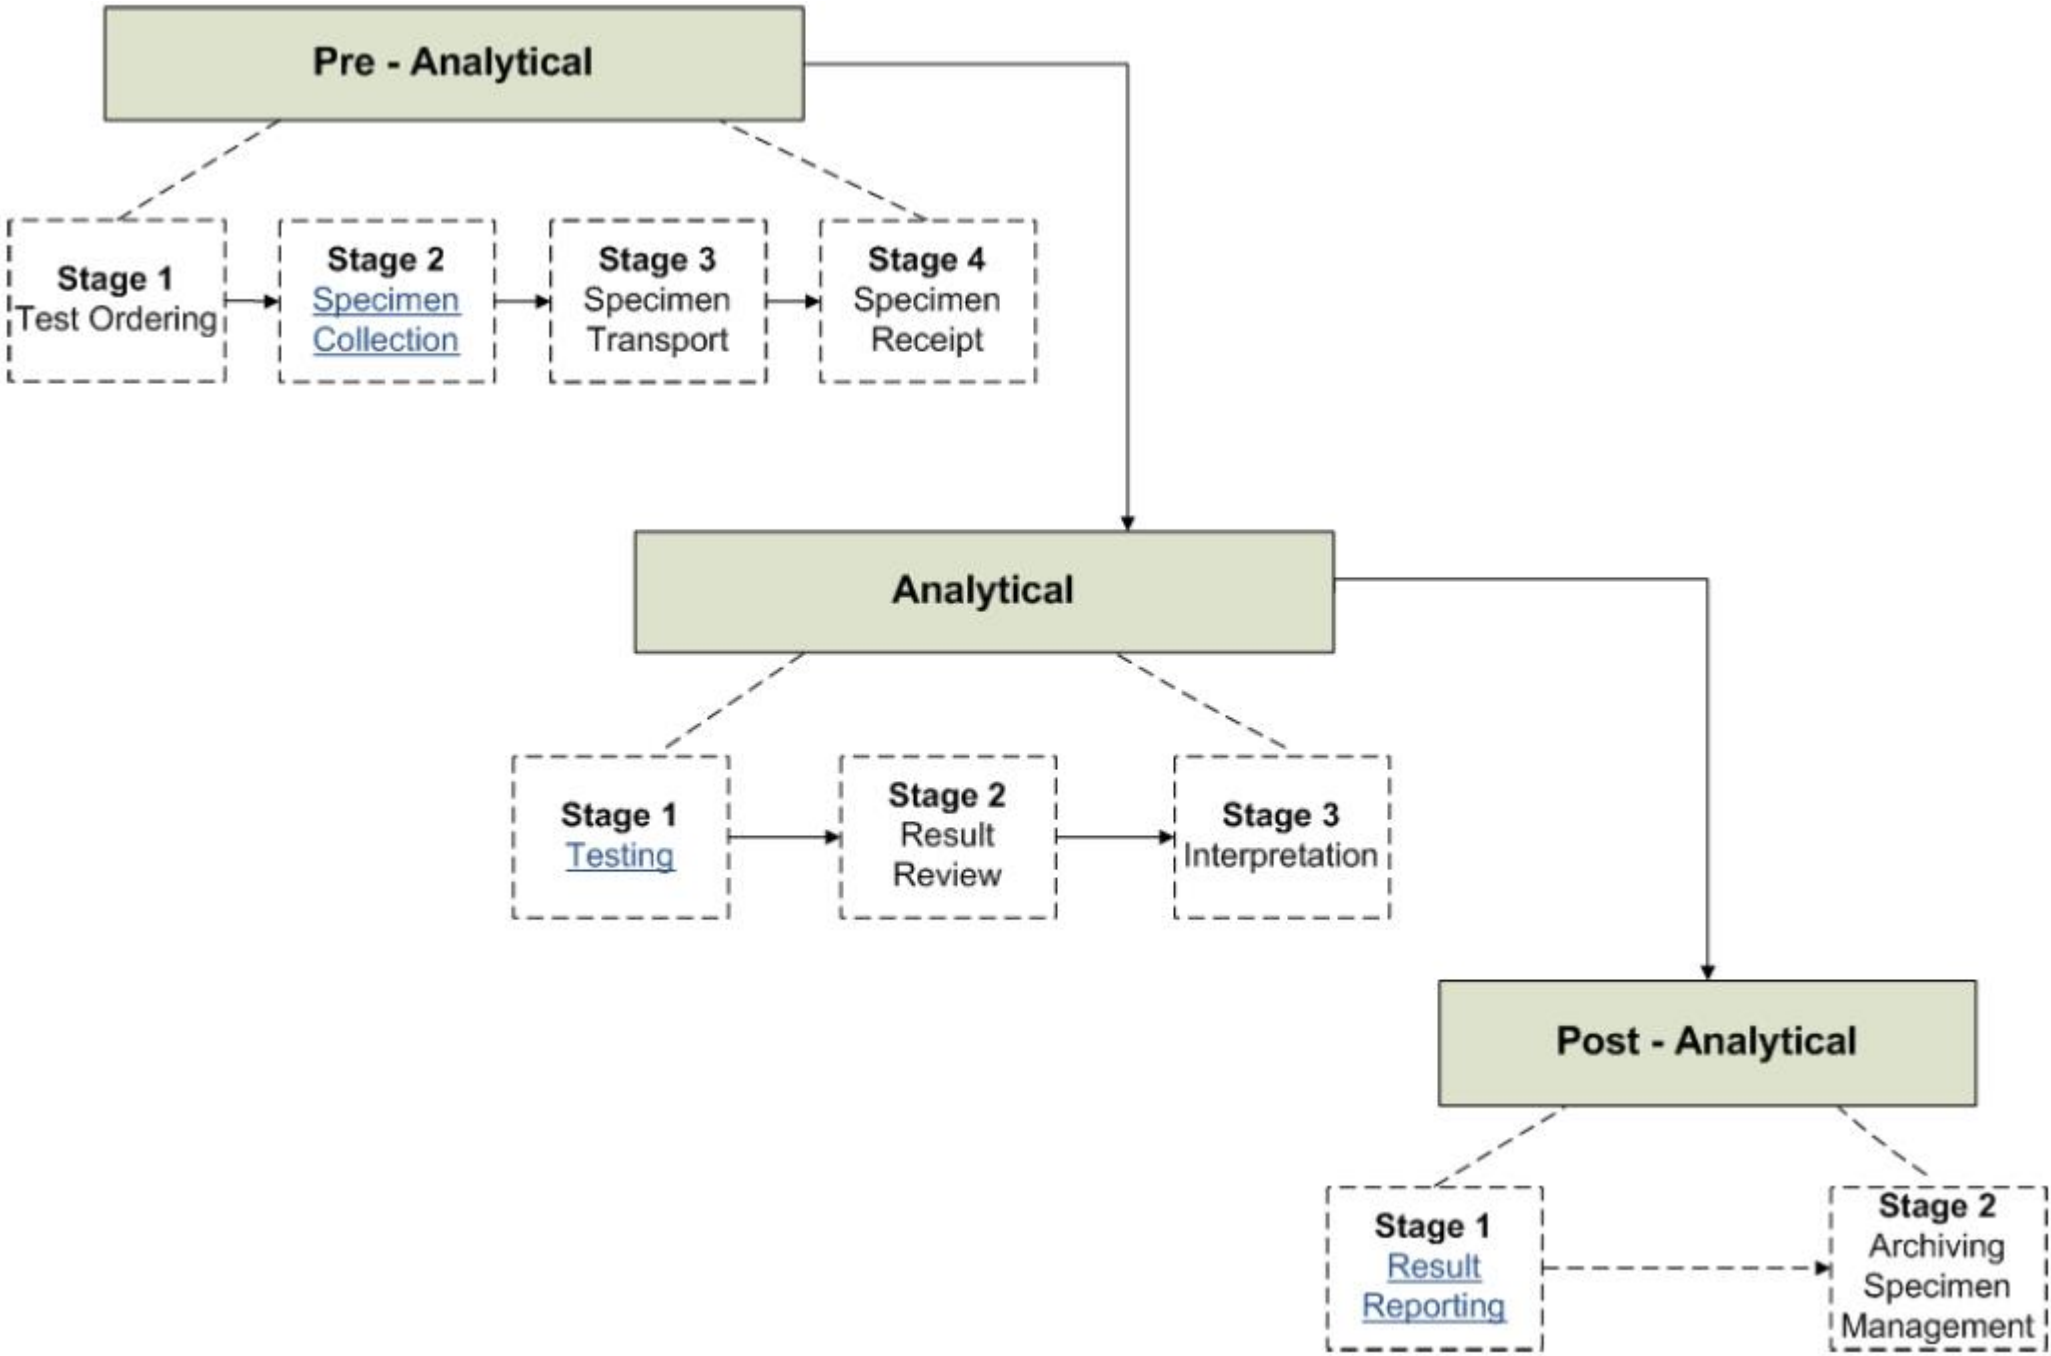 Pre - Analytical
Stage 1
Test Ordering
Stage 2
Specimen
Collection
Stage 3
Specimen
Transport
Stage 4
Specimen
Receipt
Analytical
Stage 1
Testing
Stage 2
Result
Review
Stage 3
Interpretation
Post - Analytical
Stage 1
Result
Reporting
Stage 2
Archiving
Specimen
Management